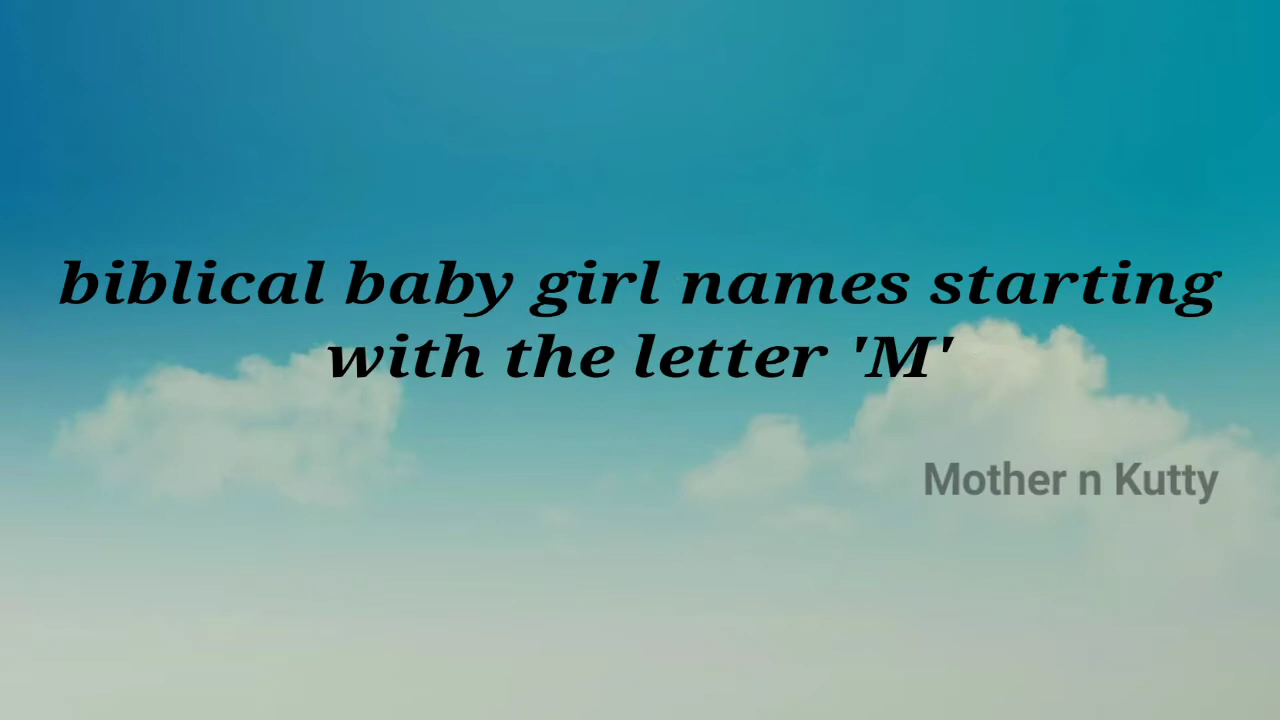 biblical baby girl names starting
with the letter 'M'
Mother n Kutty